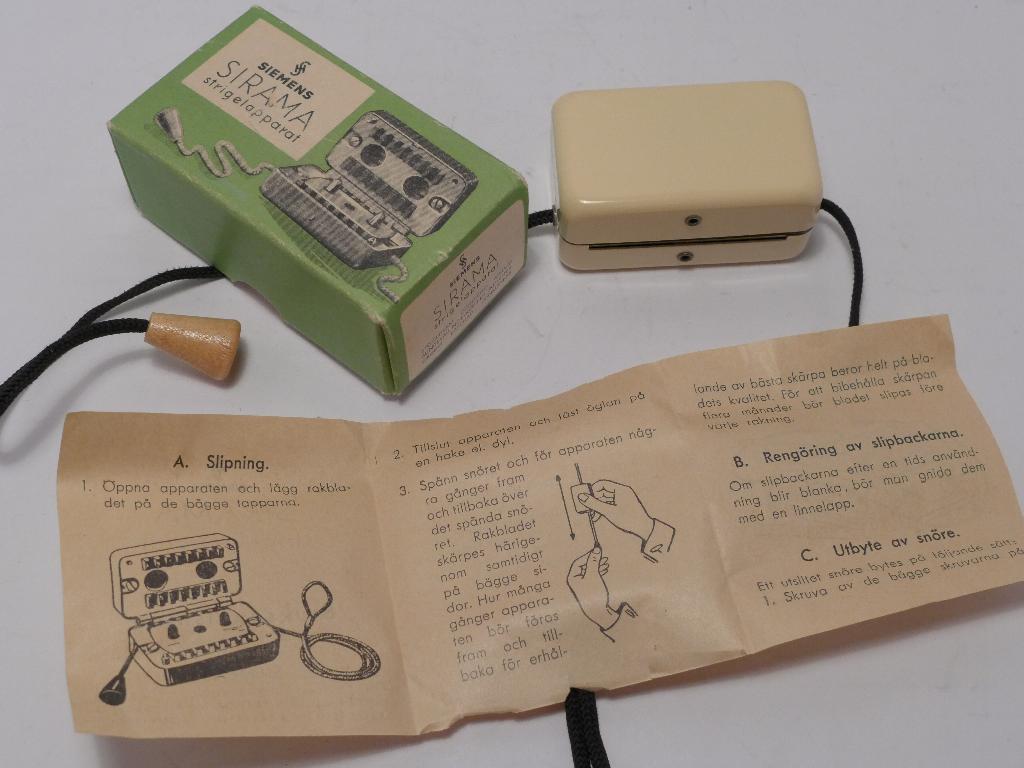 SIEMENS
SIRAMA
strigelapparat
SIEMENS
SIRAMA
strigelapparat
A. Slipning.
1. Öppna apparaten och lägg rakbla-
det på de bägge tapparna.
2. Tillslut apparaten och fäst öglan på
en hake el. dyl.
3. Spänn snöret och för apparaten någ-
ra gånger fram
och tillbaka över
det spända snö-
ret. Rakbladet
skärpes härige-
nom samtidigt
på bägge si-
dor. Hur många
gånger appara-
ten bör föras
fram och till-
baka för erhål-
lande av bästa skärpa beror helt på bla-
dets kvalitet. För att bibehålla skärpan
flera månader bör bladet slipas före
varje rakning.
B. Rengöring av slipbackarna.
Om slipbackarna efter en tids använd-
ning blir blanka, bör man gnida dem
med en linnelapp.
C. Utbyte av snöre.
Ett utslitet snöre bytes på följande sätt:
1. Skruva av de bägge skruvarna på